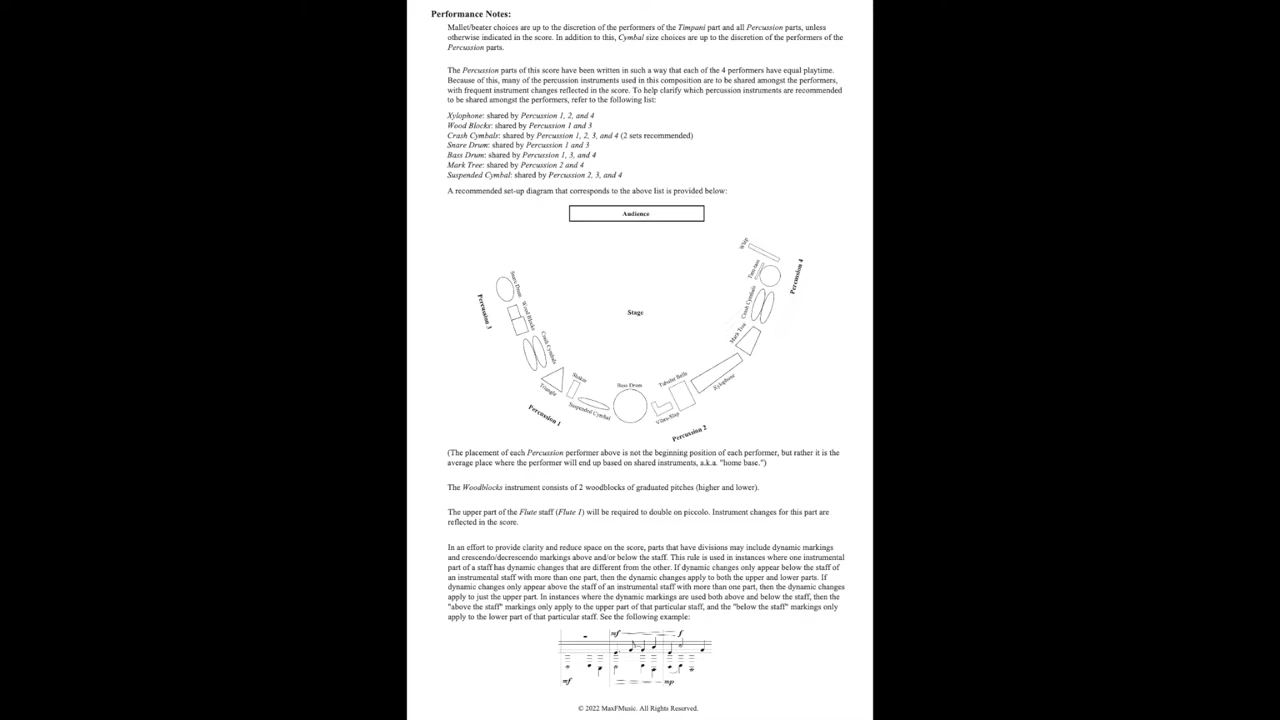 Performance Notes:
Mallet/beater choices are up to the discretion of the performers of the Timpani part and all Percussion parts, unless
otherwise indicated in the score. In addition to this, Cymbal size choices are up to the discretion of the performers of the
Percussion parts.
The Percussion parts of this score have been written in such a way that each of the 4 performers have equal playtime.
Because of this, many of the percussion instruments used in this composition are to be shared amongst the performers,
with frequent instrument changes reflected in the score. To help clarify which percussion instruments are recommended
to be shared amongst the performers, refer to the following list:
Xylophone: shared by Percussion 1, 2, and 4
Wood Blocks: shared by Percussion 1 and 3
Crash Cymbals: shared by Percussion 1, 2, 3, and 4 (2 sets recommended)
Snare Drum: shared by Percussion 1 and 3
Bass Drum: shared by Percussion 1, 3, and 4
Mark Tree: shared by Percussion 2 and 4
Suspended Cymbal: shared by Percussion 2, 3, and 4
A recommended set-up diagram that corresponds to the above list is provided below:
Audience
Whip
Tam-tam
Percussion 4
Snare Drum
Crash Cymbals
Percussion 3
Wood Blocks
Stage
Mark Tree
Crash Cymbals
Triangle
Shaker
Bass Drum
Tubular Bells
Xylophone
Suspended Cymbal
Vibra-Slap
Percussion 1
Percussion 2
(The placement of each Percussion performer above is not the beginning position of each performer, but rather it is the
average place where the performer will end up based on shared instruments, a.k.a. "home base.")
The Woodblocks instrument consists of 2 woodblocks of graduated pitches (higher and lower).
The upper part of the Flute staff (Flute 1) will be required to double on piccolo. Instrument changes for this part are
reflected in the score.
In an effort to provide clarity and reduce space on the score, parts that have divisions may include dynamic markings
and crescendo/decrescendo markings above and/or below the staff. This rule is used in instances where one instrumental
part of a staff has dynamic changes that are different from the other. If dynamic changes only appear below the staff of
an instrumental staff with more than one part, then the dynamic changes apply to both the upper and lower parts. If
dynamic changes only appear above the staff of an instrumental staff with more than one part, then the dynamic changes
apply to just the upper part. In instances where the dynamic markings are used both above and below the staff, then the
"above the staff" markings only apply to the upper part of that particular staff, and the "below the staff" markings only
apply to the lower part of that particular staff. See the following example:
mf f
mf mp
© 2022 MaxFMusic. All Rights Reserved.